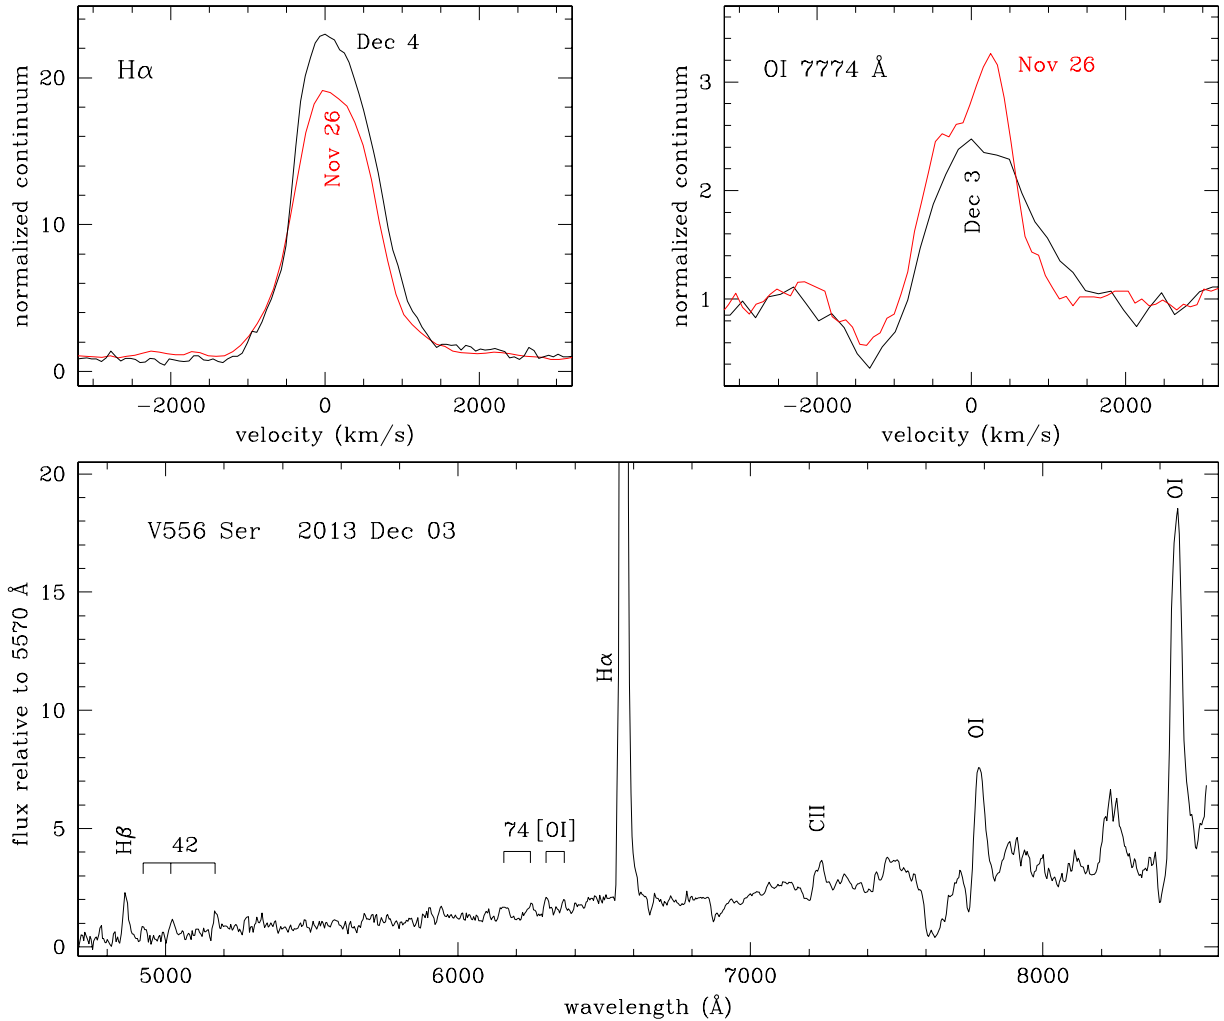 Hα
Dec 4
Nov 26
normalized continuum
20
10
0
−2000
0
2000
velocity (km/s)
OI 7774 Å
Nov 26
Dec 3
normalized continuum
3
2
1
−2000
0
2000
velocity (km/s)
V556 Ser 2013 Dec 03
flux relative to 5570 Å
20
15
10
5
0
Hβ
42
74 [OI]
Hα
CII
OI
OI
5000
6000
7000
8000
wavelength (Å)